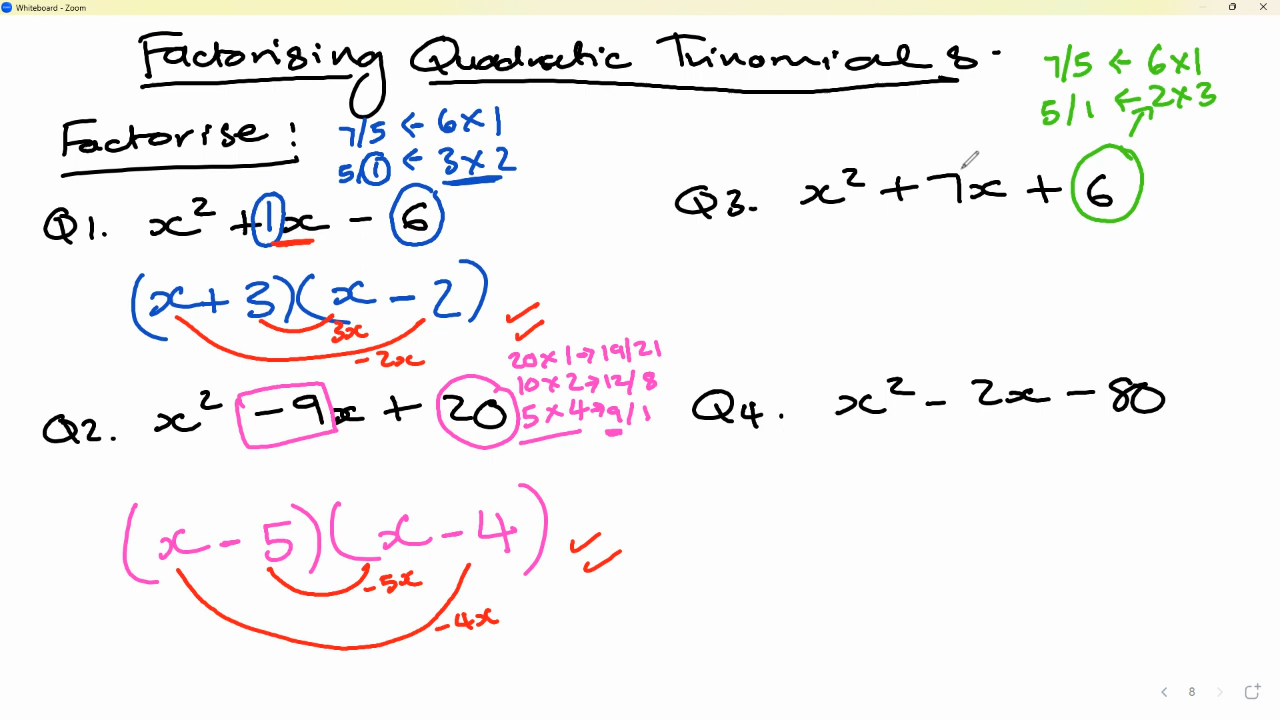 Whiteboard - Zoom
Factorising Quadratic Trinomials.
Factorise:
7/5 ← 6×1
5/1 ← 3×2
Q1. x² + 1x - 6
(x + 3)(x - 2)
3x
- 2x
20×1→19/21
10×2→12/8
5×4→9/1
Q2. x² - 9x + 20
(x - 5)(x - 4)
- 5x
- 4x
7/5 ← 6×1
5/1 ← 2×3
Q3. x² + 7x + 6
Q4. x² - 2x - 80
8